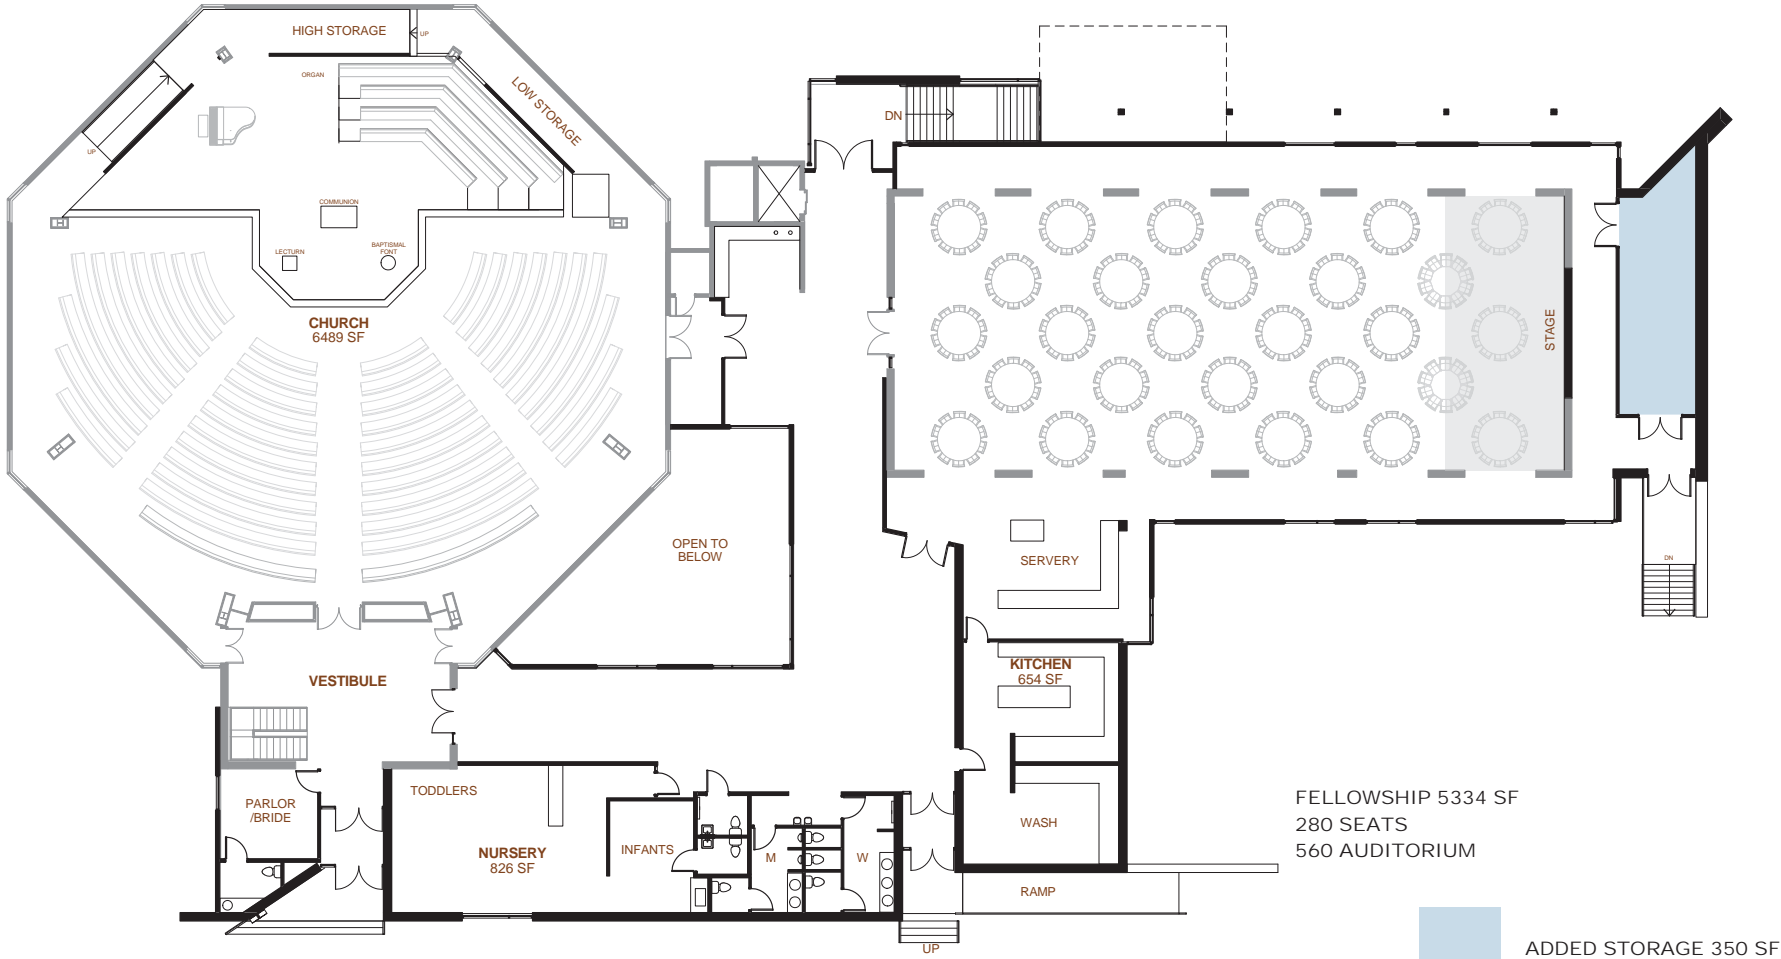 HIGH STORAGE
UP
ORGAN
LOW STORAGE
UP
COMMUNION
LECTURN
BAPTISMAL
FONT
CHURCH
6489 SF
DN
STAGE
OPEN TO
BELOW
SERVERY
DN
VESTIBULE
KITCHEN
654 SF
TODDLERS
PARLOR
/BRIDE
NURSERY
826 SF
INFANTS
M
W
WASH
RAMP
UP
FELLOWSHIP 5334 SF
280 SEATS
560 AUDITORIUM
ADDED STORAGE 350 SF